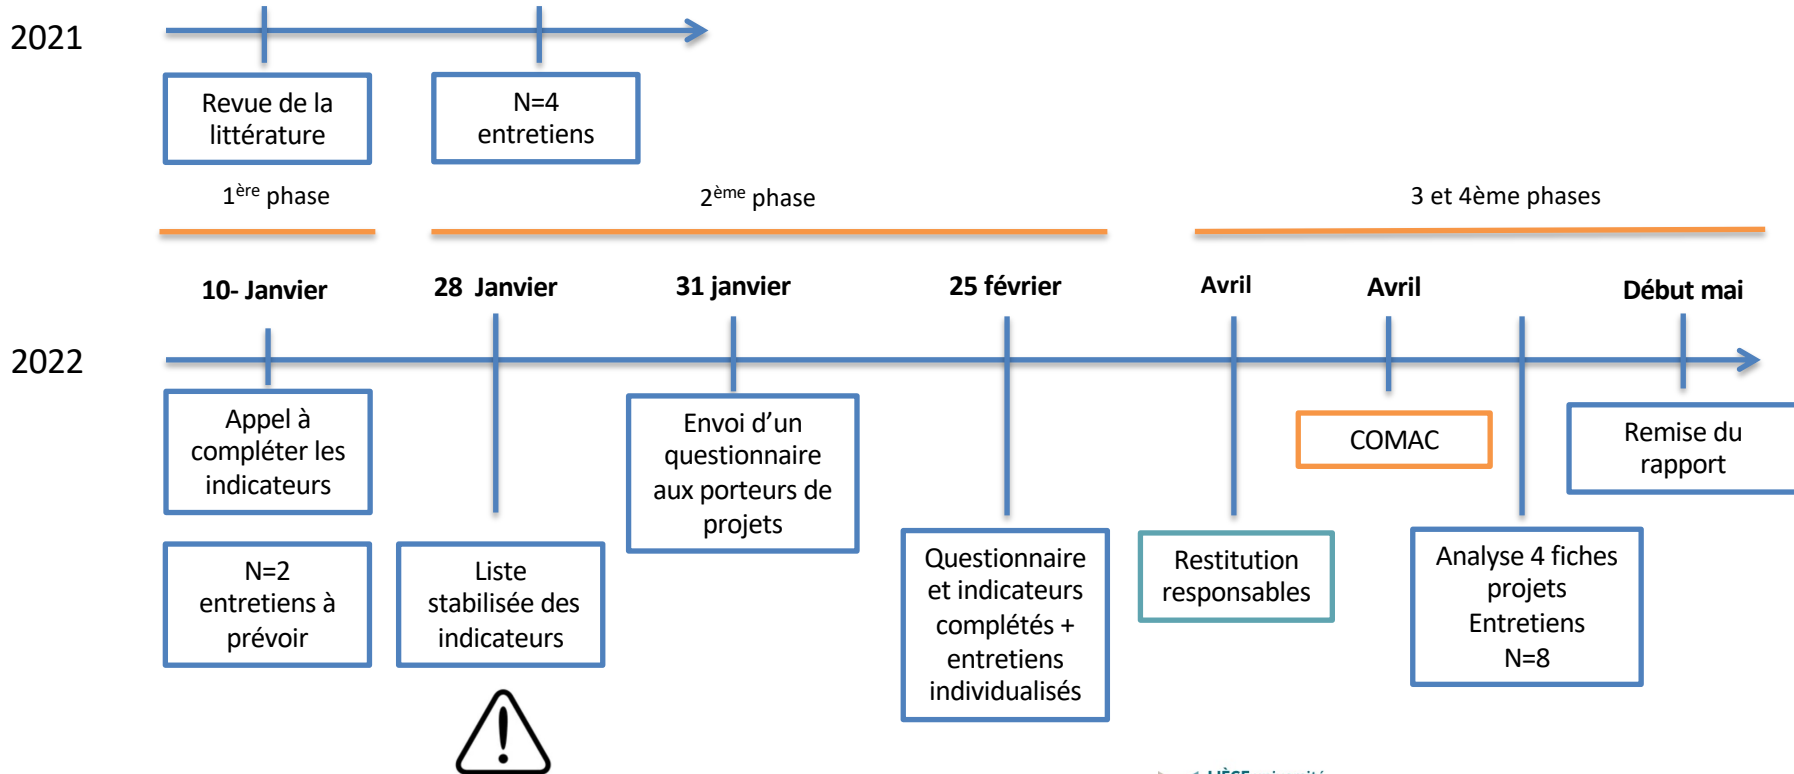 2021
Revue de la
littérature
N=4
entretiens
1ère phase
2ème phase
3 et 4ème phases
10- Janvier
28 Janvier
31 janvier
25 février
Avril
Avril
Début mai
2022
Appel à
compléter les
indicateurs
N=2
entretiens à
prévoir
Liste
stabilisée des
indicateurs
Envoi d’un
questionnaire
aux porteurs de
projets
Questionnaire
et indicateurs
complétés +
entretiens
individualisés
Restitution
responsables
COMAC
Analyse 4 fiches
projets
Entretiens
N=8
Remise du
rapport